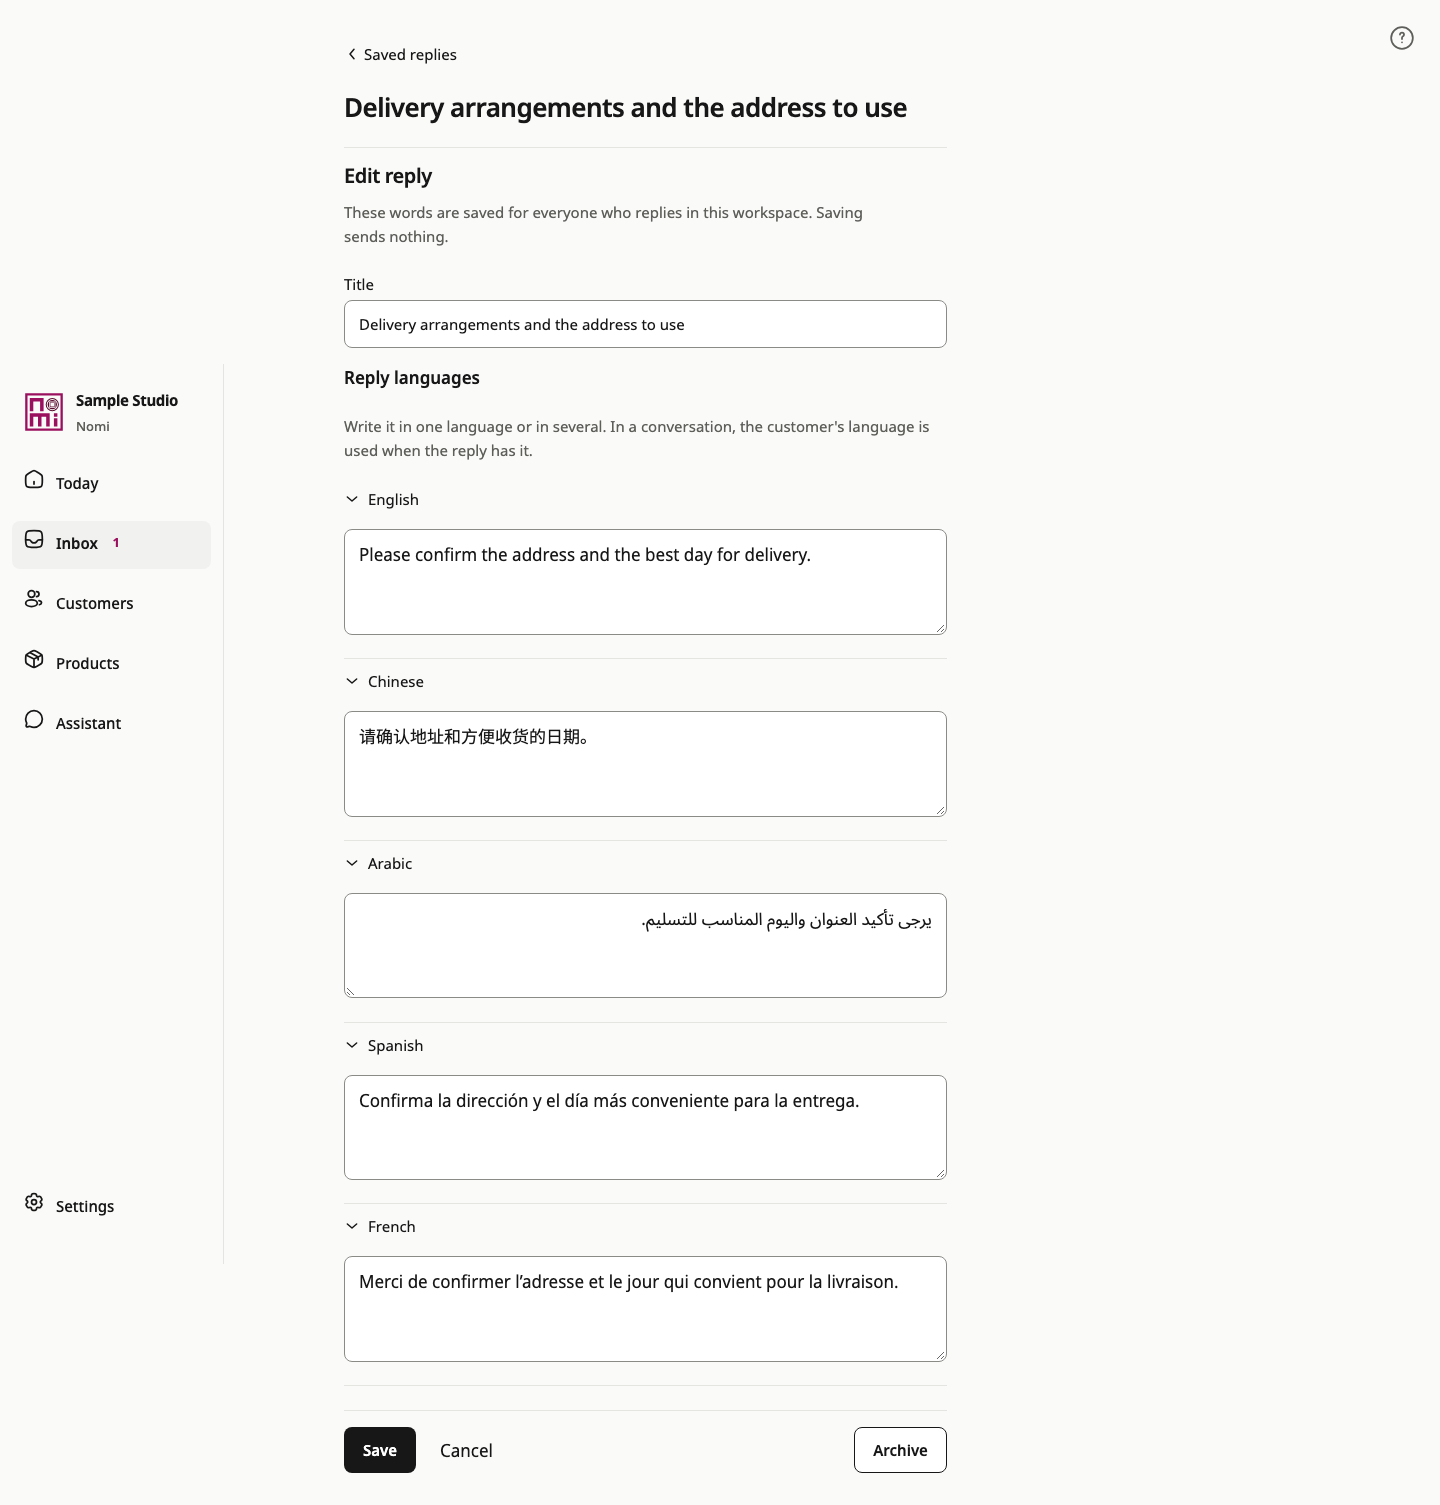 Saved replies
Delivery arrangements and the address to use
Edit reply
These words are saved for everyone who replies in this workspace. Saving
sends nothing.
Title
Delivery arrangements and the address to use
Reply languages
Write it in one language or in several. In a conversation, the customer's language is
used when the reply has it.
English
Please confirm the address and the best day for delivery.
Chinese
请确认地址和方便收货的日期。
Arabic
يرجى تأكيد العنوان واليوم المناسب للتسليم.
Spanish
Confirma la dirección y el día más conveniente para la entrega.
French
Merci de confirmer l’adresse et le jour qui convient pour la livraison.
Save
Cancel
Archive
nomi
Sample Studio
Nomi
Today
Inbox 1
Customers
Products
Assistant
Settings
?